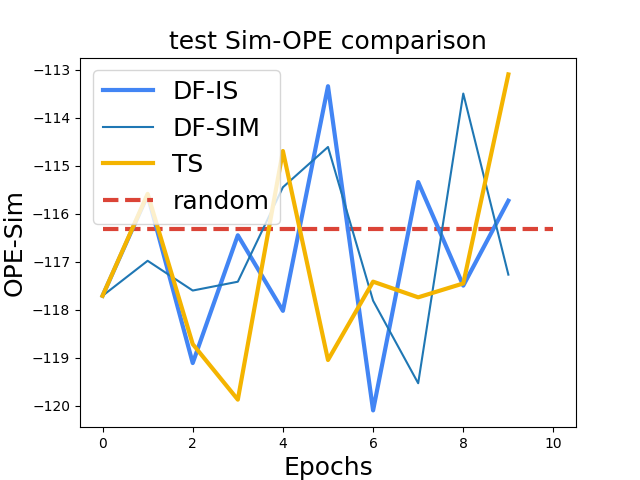 test Sim-OPE comparison
OPE-Sim
−113
−114
−115
−116
−117
−118
−119
−120
DF-IS
DF-SIM
TS
random
0 2 4 6 8 10
Epochs